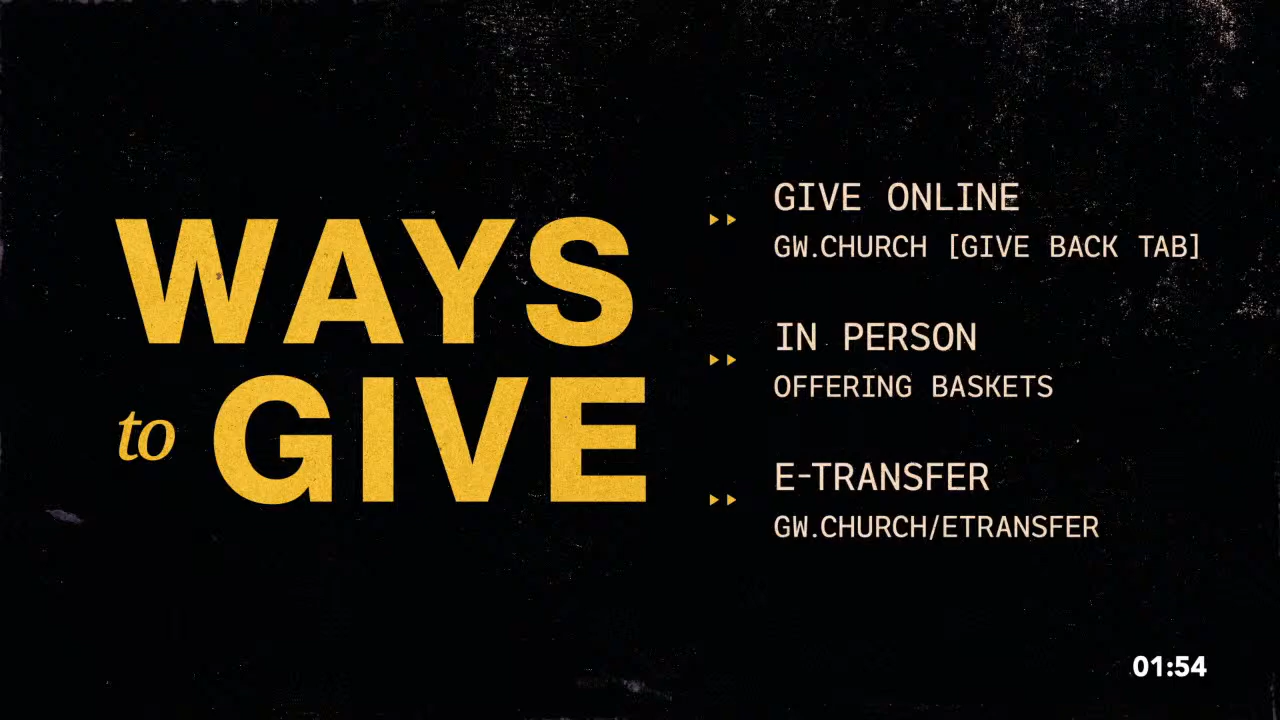 WAYS
to GIVE
GIVE ONLINE
GW.CHURCH [GIVE BACK TAB]
IN PERSON
OFFERING BASKETS
E-TRANSFER
GW.CHURCH/ETRANSFER
01:54